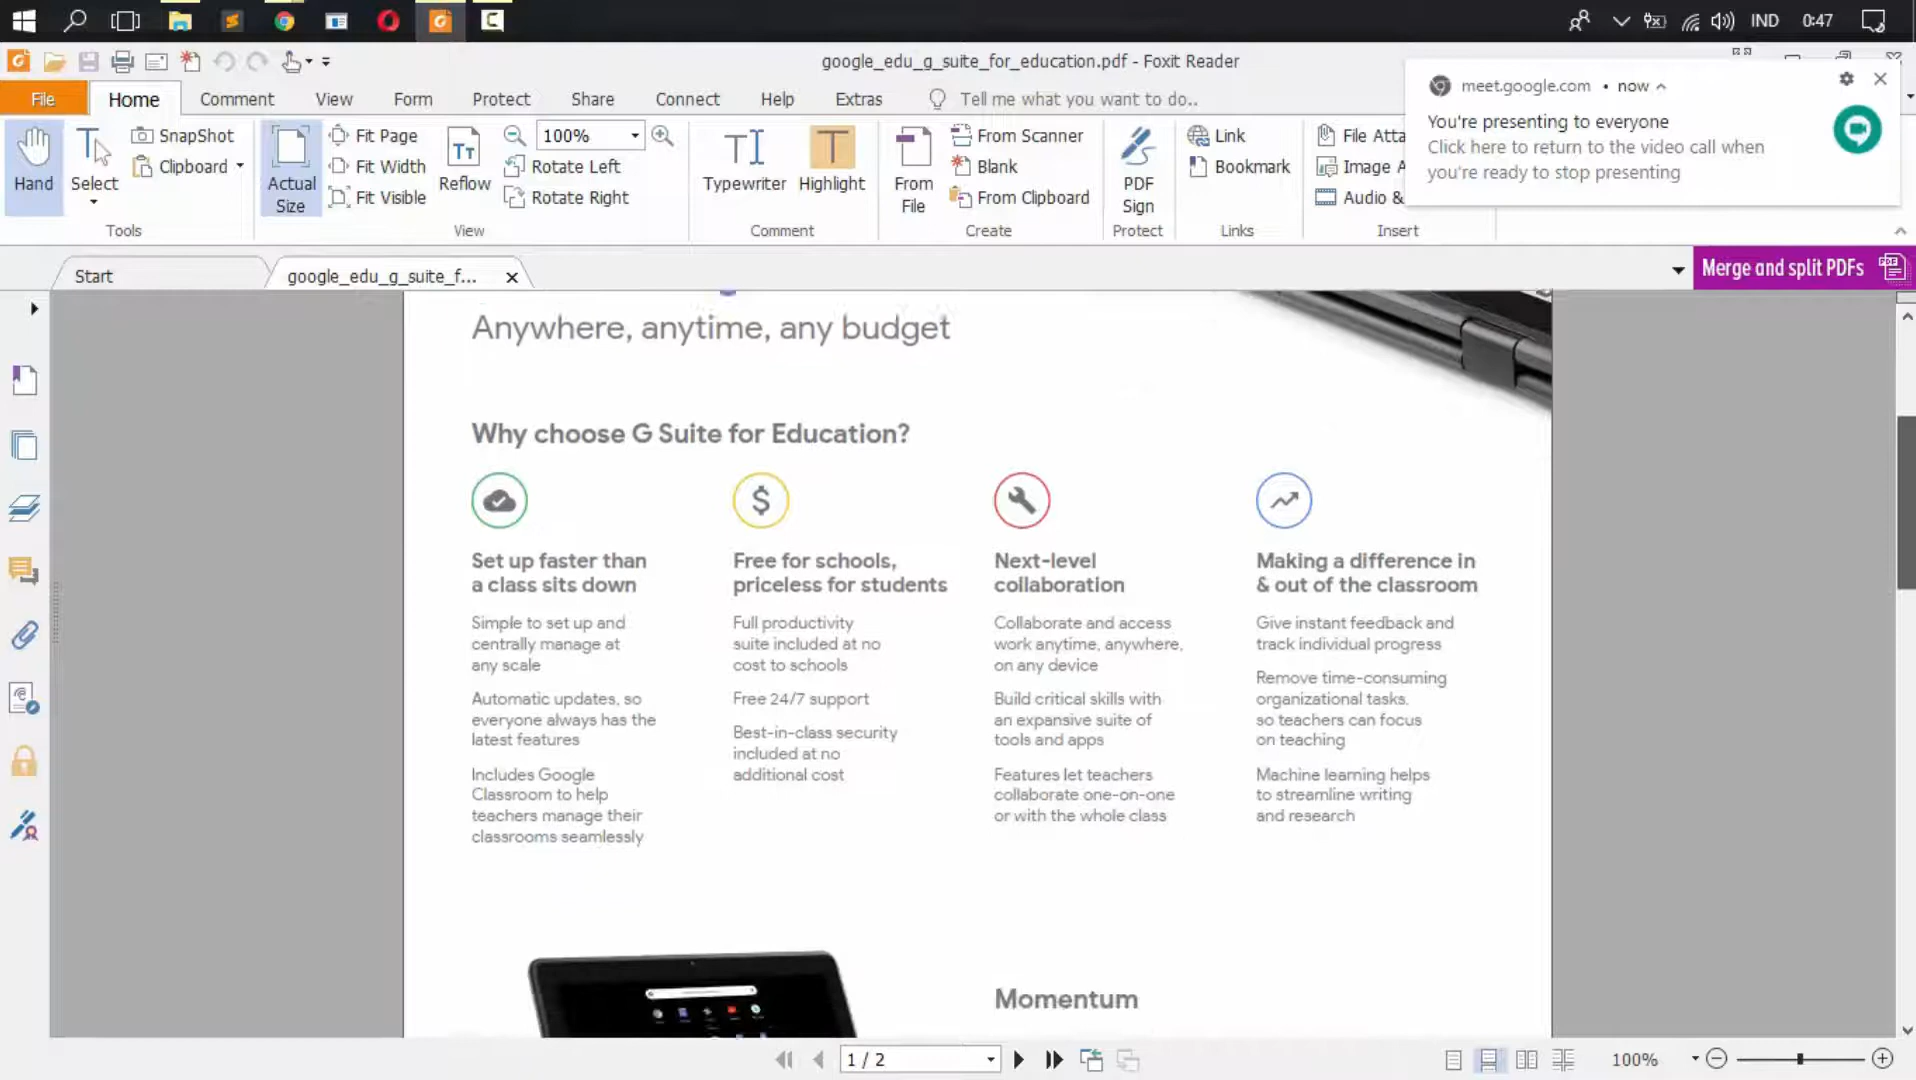 IND
0:47
google_edu_g_suite_for_education.pdf - Foxit Reader
File
Home
Comment
View
Form
Protect
Share
Connect
Help
Extras
Tell me what you want to do..
meet.google.com • now
You're presenting to everyone
Click here to return to the video call when
you're ready to stop presenting
Hand
Select
SnapShot
Clipboard
Tools
Actual
Size
Fit Page
Fit Width
Fit Visible
Reflow
100%
Rotate Left
Rotate Right
View
Typewriter
Highlight
Comment
From
File
From Scanner
Blank
From Clipboard
Create
PDF
Sign
Protect
Link
Bookmark
Links
File Atta
Image A
Audio &
Insert
Start
google_edu_g_suite_f...
Merge and split PDFs
Anywhere, anytime, any budget
Why choose G Suite for Education?
Set up faster than
a class sits down
Simple to set up and
centrally manage at
any scale
Automatic updates, so
everyone always has the
latest features
Includes Google
Classroom to help
teachers manage their
classrooms seamlessly
Free for schools,
priceless for students
Full productivity
suite included at no
cost to schools
Free 24/7 support
Best-in-class security
included at no
additional cost
Next-level
collaboration
Collaborate and access
work anytime, anywhere,
on any device
Build critical skills with
an expansive suite of
tools and apps
Features let teachers
collaborate one-on-one
or with the whole class
Making a difference in
& out of the classroom
Give instant feedback and
track individual progress
Remove time-consuming
organizational tasks.
so teachers can focus
on teaching
Machine learning helps
to streamline writing
and research
Momentum
1 / 2
100%